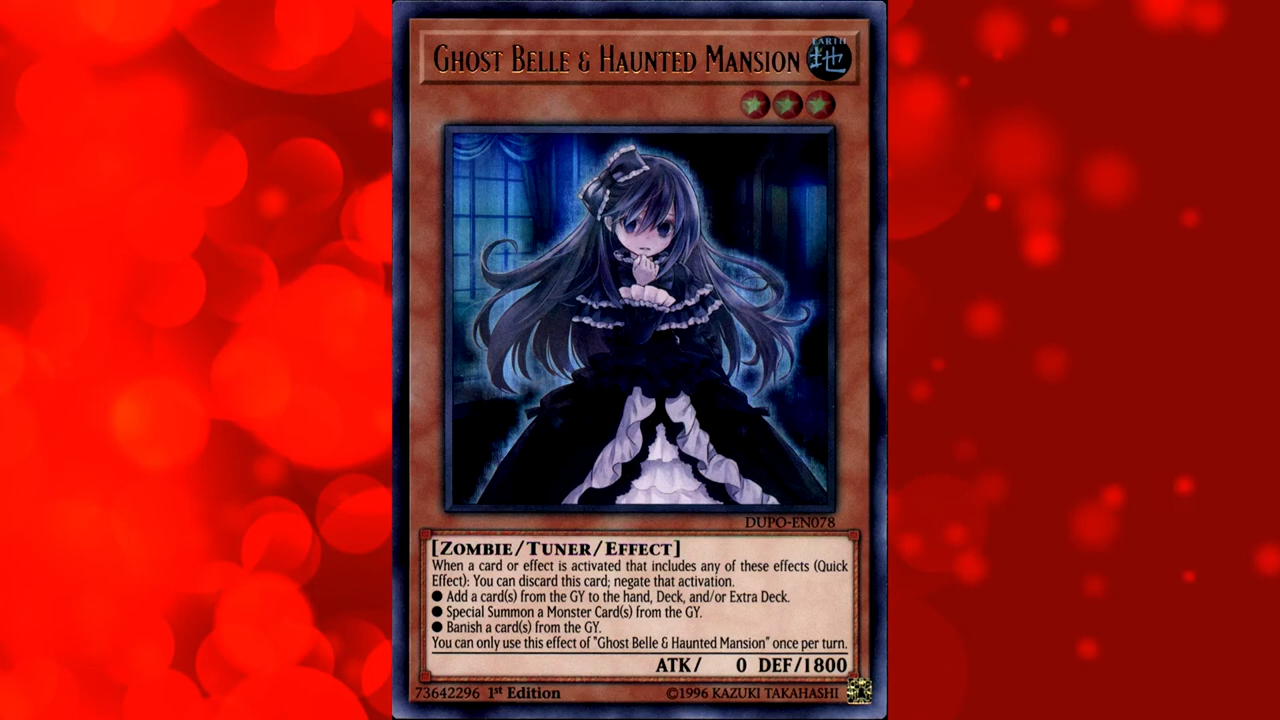 Ghost Belle & Haunted Mansion
EARTH
地
DUPO-EN078
[Zombie/Tuner/Effect]
When a card or effect is activated that includes any of these effects (Quick
Effect): You can discard this card; negate that activation.
● Add a card(s) from the GY to the hand, Deck, and/or Extra Deck.
● Special Summon a Monster Card(s) from the GY.
● Banish a card(s) from the GY.
You can only use this effect of "Ghost Belle & Haunted Mansion" once per turn.
ATK/ 0 DEF/1800
73642296 1st Edition ©1996 KAZUKI TAKAHASHI